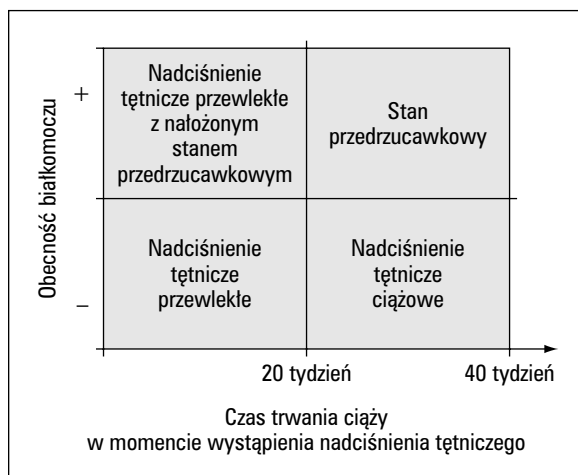 Obecność białkomoczu
+
–
Nadciśnienie
tętnicze przewlekłe
z nałożonym
stanem
przedrzucawkowym
Stan
przedrzucawkowy
Nadciśnienie
tętnicze
przewlekłe
Nadciśnienie
tętnicze
ciążowe
20 tydzień
40 tydzień
Czas trwania ciąży
w momencie wystąpienia nadciśnienia tętniczego